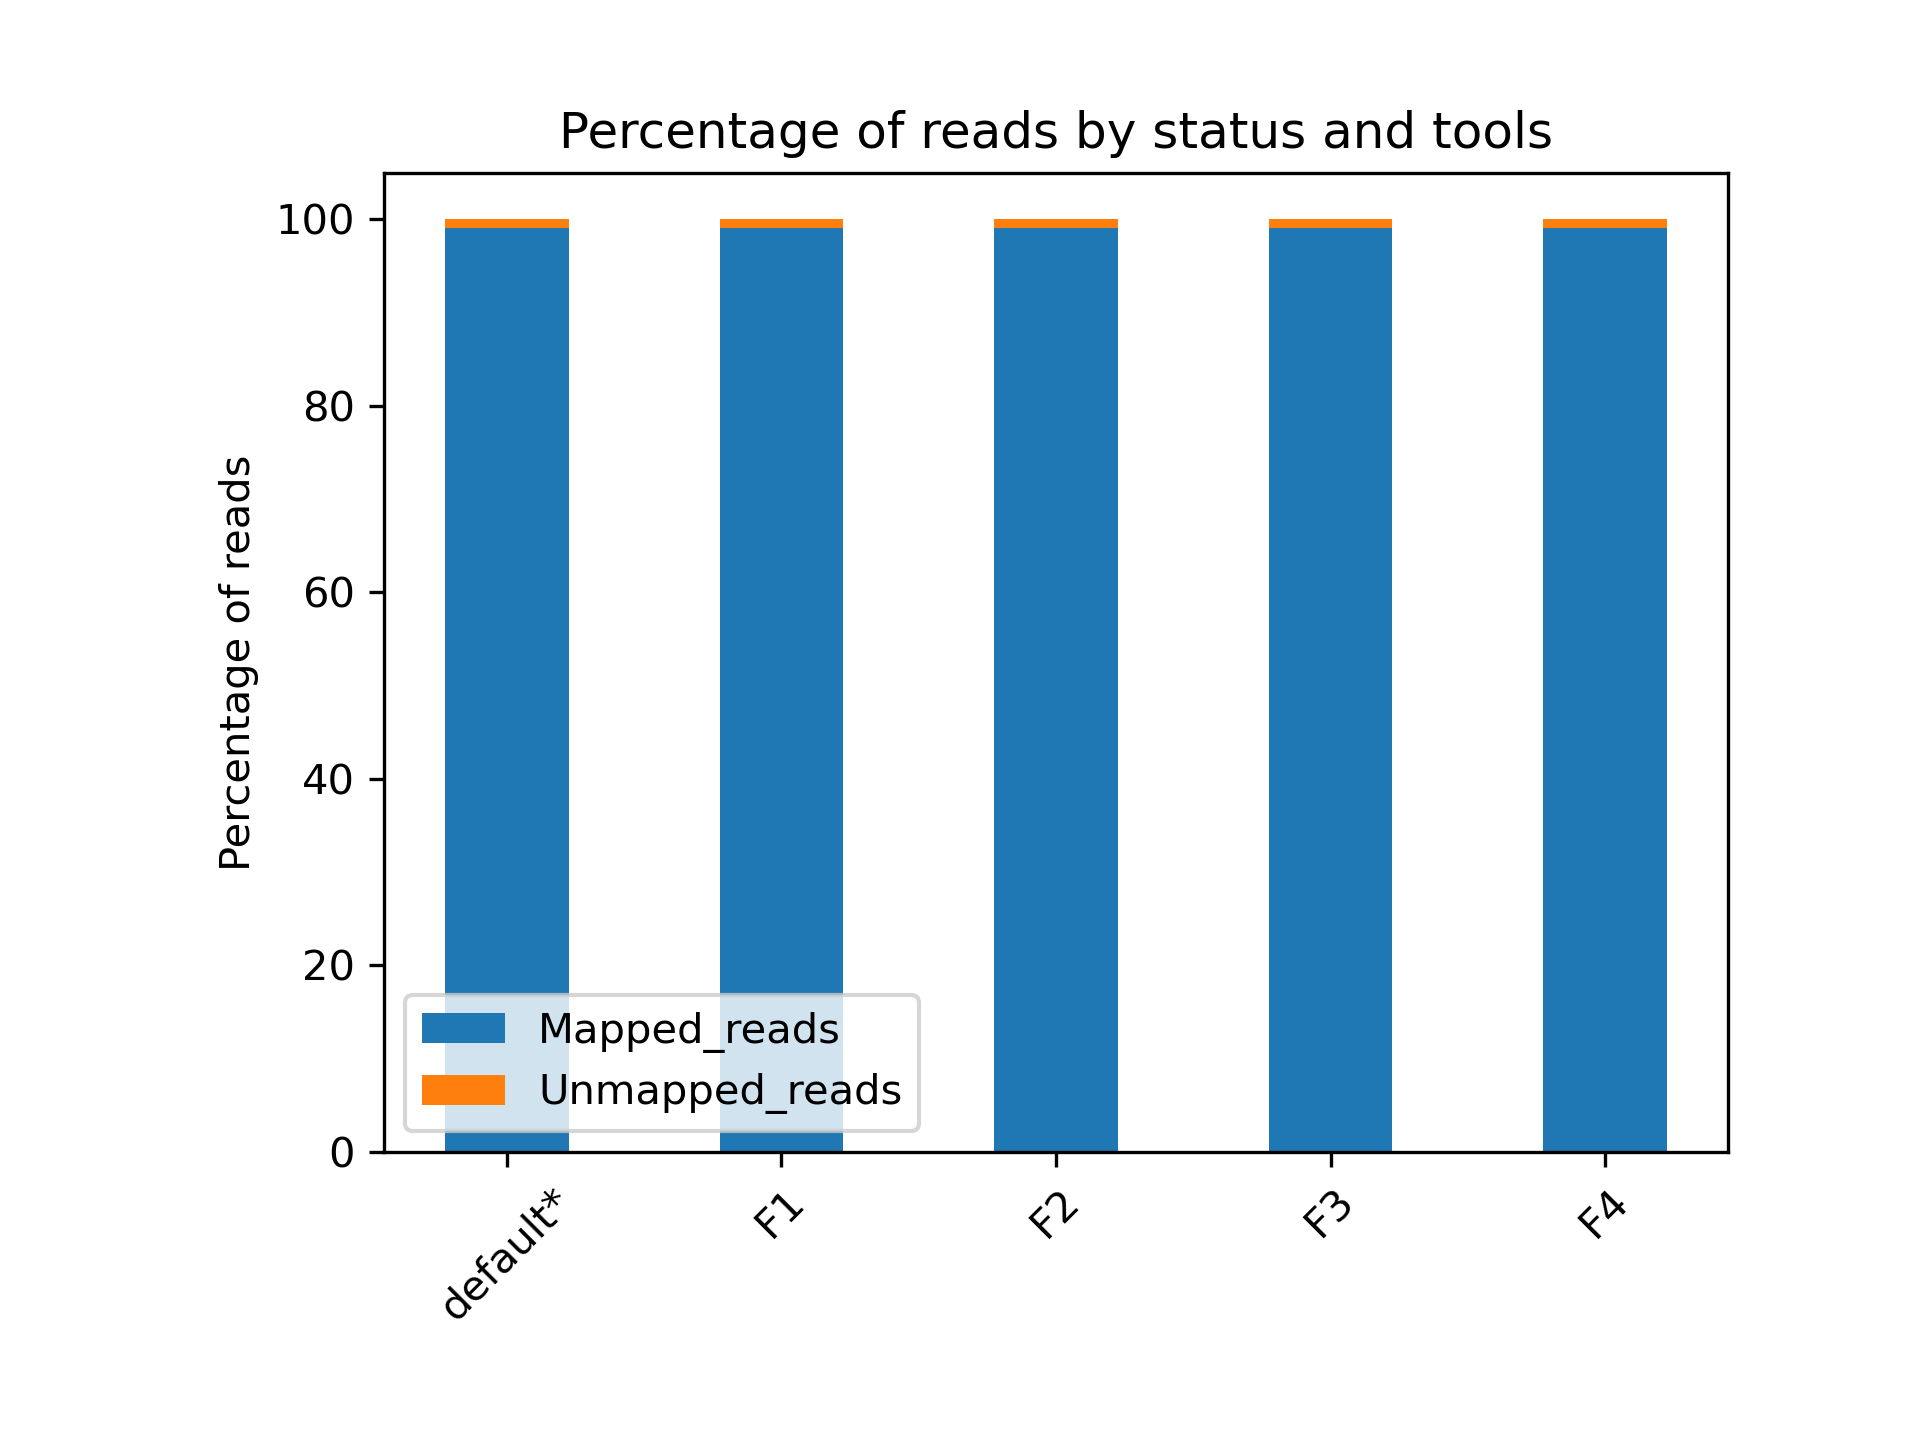 Percentage of reads by status and tools
Percentage of reads
100
80
60
40
20
0
Mapped_reads
Unmapped_reads
default*
F1
F2
F3
F4